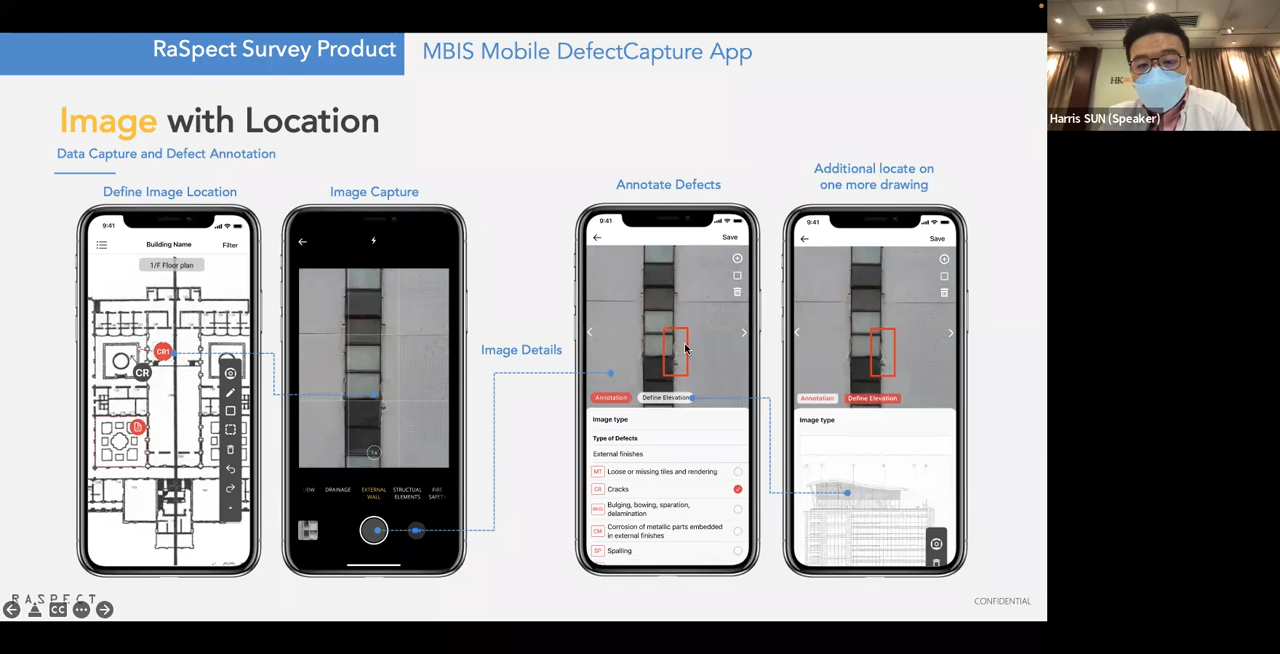 RaSpect Survey Product
MBIS Mobile DefectCapture App
Image with Location
Data Capture and Defect Annotation
Define Image Location
Image Capture
Annotate Defects
Additional locate on
one more drawing
9:41
Building Name
Filter
1/F Floor plan
CR1
CR
1x
DRAINAGE
EXTERNAL
WALL
STRUCTURAL
ELEMENTS
Image Details
9:41
Save
Annotation
Define Elevation
Image type
Type of Defects
External finishes
MT
Loose or missing tiles and rendering
CR
Cracks
Bulging, bowing, sparation,
delamination
CM
Corrosion of metallic parts embedded
in external finishes
SP
Spalling
9:41
Save
Annotation
Define Elevation
Image type
RASPECT
CC
CONFIDENTIAL
HK
Harris SUN (Speaker)